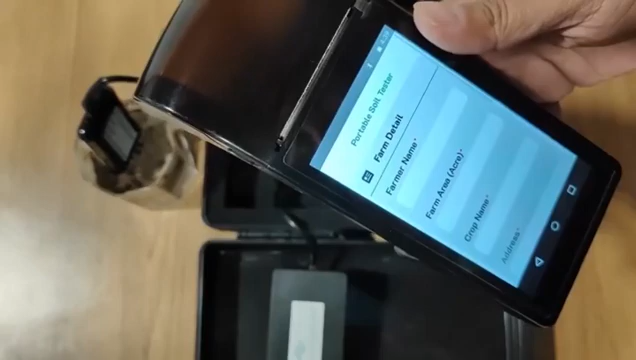 Portable Soil Tester
Farm Detail
Farmer Name*
Farm Area (Acre)*
Crop Name*
Address*